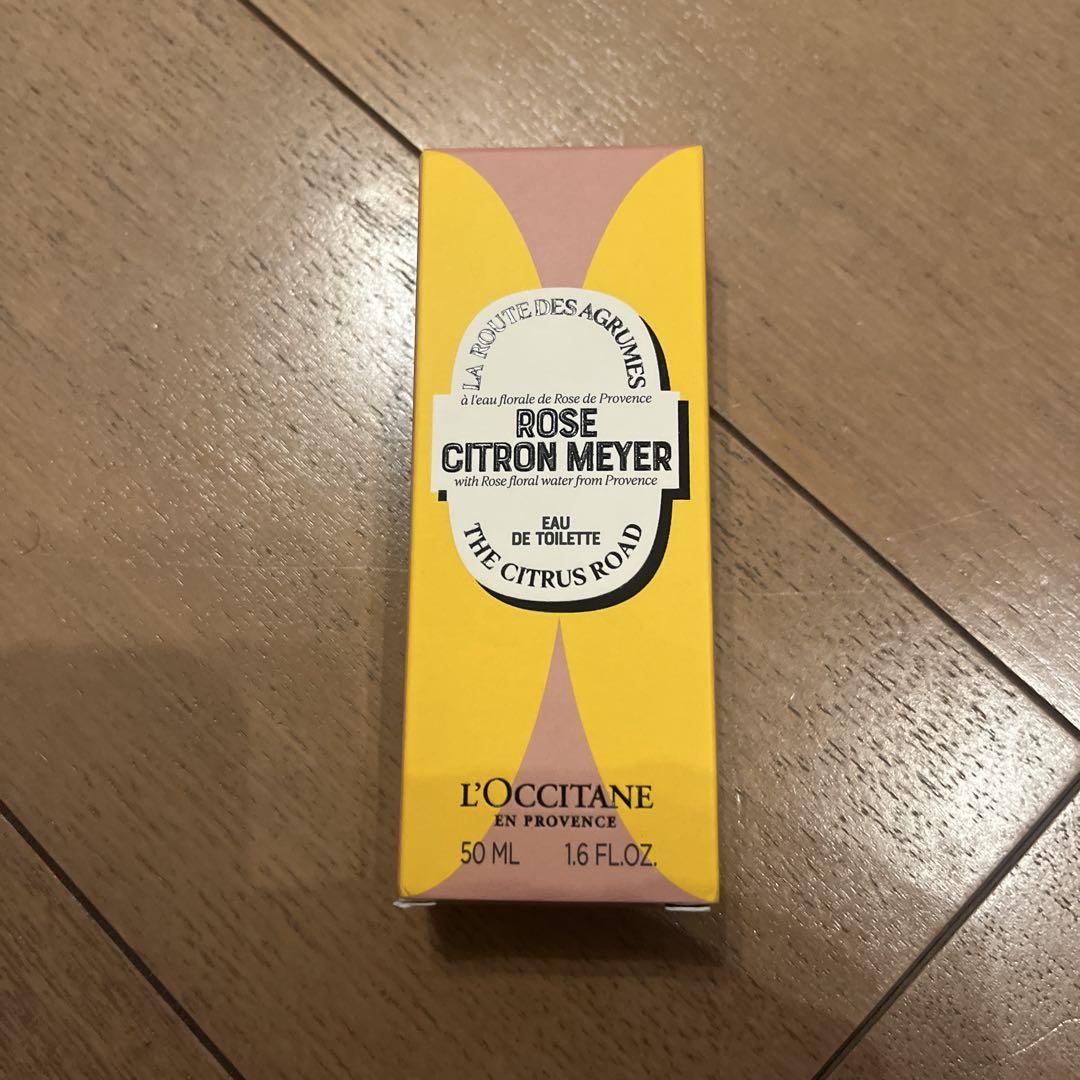 LA ROUTE DES AGRUMES
à l'eau florale de Rose de Provence
ROSE
CITRON MEYER
with Rose floral water from Provence
EAU
DE TOILETTE
THE CITRUS ROAD
L'OCCITANE
EN PROVENCE
50 ML 1.6 FL.OZ.